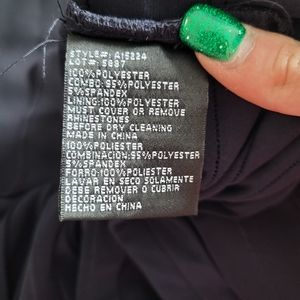 STYLE#: A15224
LOT#: 5887
100%POLYESTER
COMBO:95%POLYESTER
5%SPANDEX
LINING:100%POLYESTER
MUST COVER OR REMOVE
RHINESTONES
BEFORE DRY CLEANING
MADE IN CHINA
100%POLIESTER
COMBINACION:95%POLYESTER
5%SPANDEX
FORRO:100%POLIESTER
LAVAR EN SECO SOLAMENTE
DEBE REMOVER O CUBRIR
DECORACION
HECHO EN CHINA